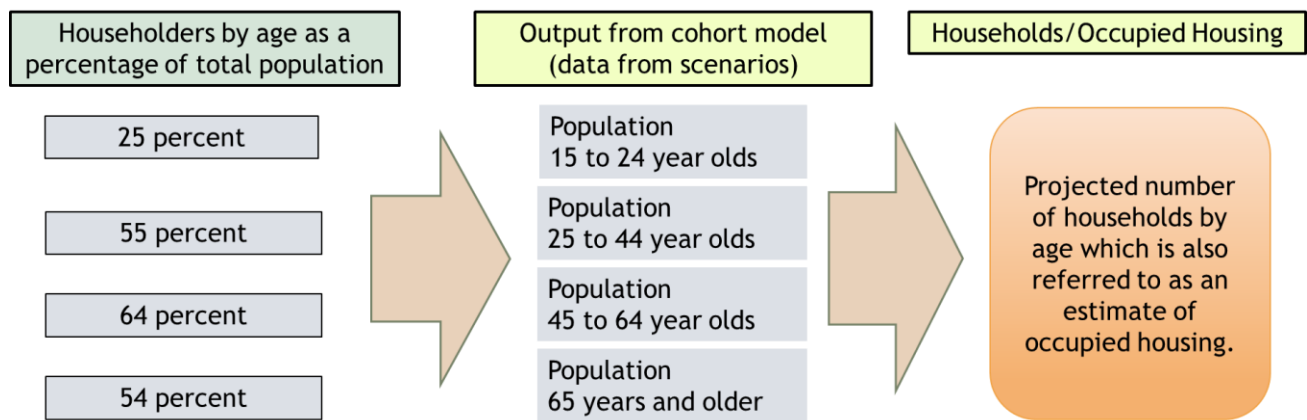 Householders by age as a
percentage of total population
25 percent
55 percent
64 percent
54 percent
Output from cohort model
(data from scenarios)
Population
15 to 24 year olds
Population
25 to 44 year olds
Population
45 to 64 year olds
Population
65 years and older
Households/Occupied Housing
Projected number
of households by
age which is also
referred to as an
estimate of
occupied housing.